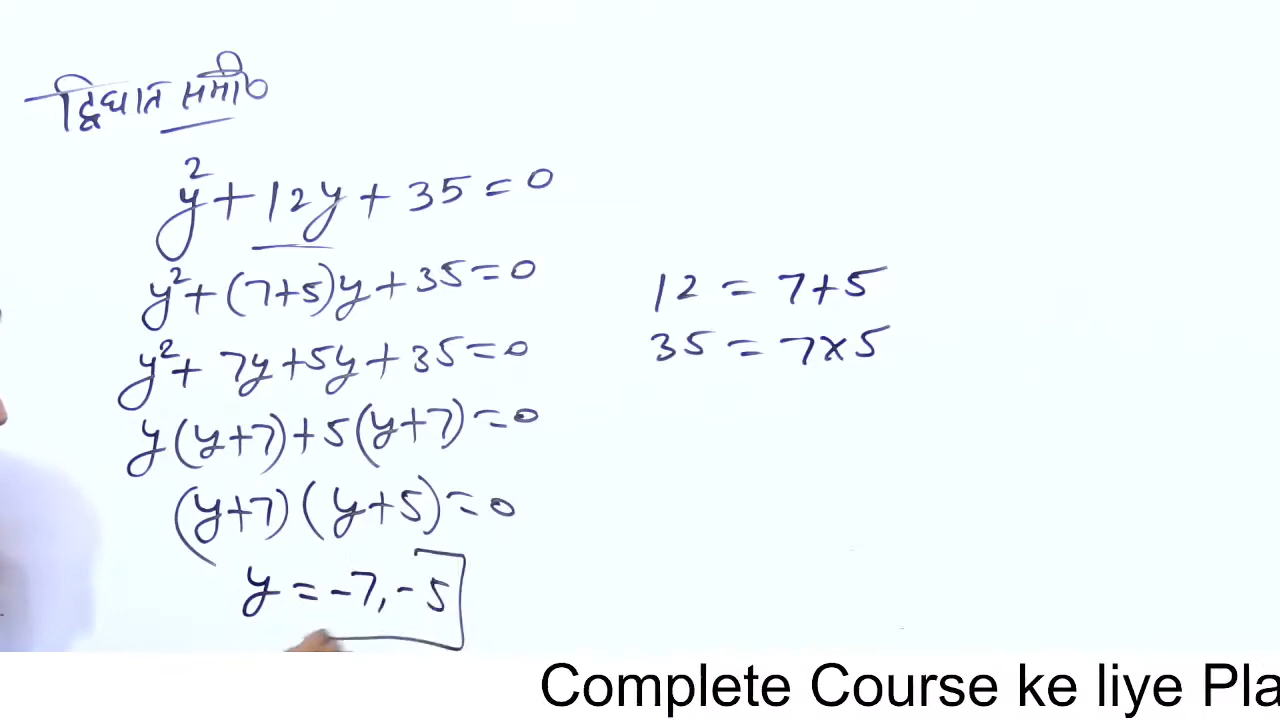 द्विघात समी०
y² + 12y + 35 = 0
y² + (7+5)y + 35 = 0
y² + 7y + 5y + 35 = 0
y(y+7) + 5(y+7) = 0
(y+7)(y+5) = 0
y = -7, -5
12 = 7+5
35 = 7×5
Complete Course ke liye Pla